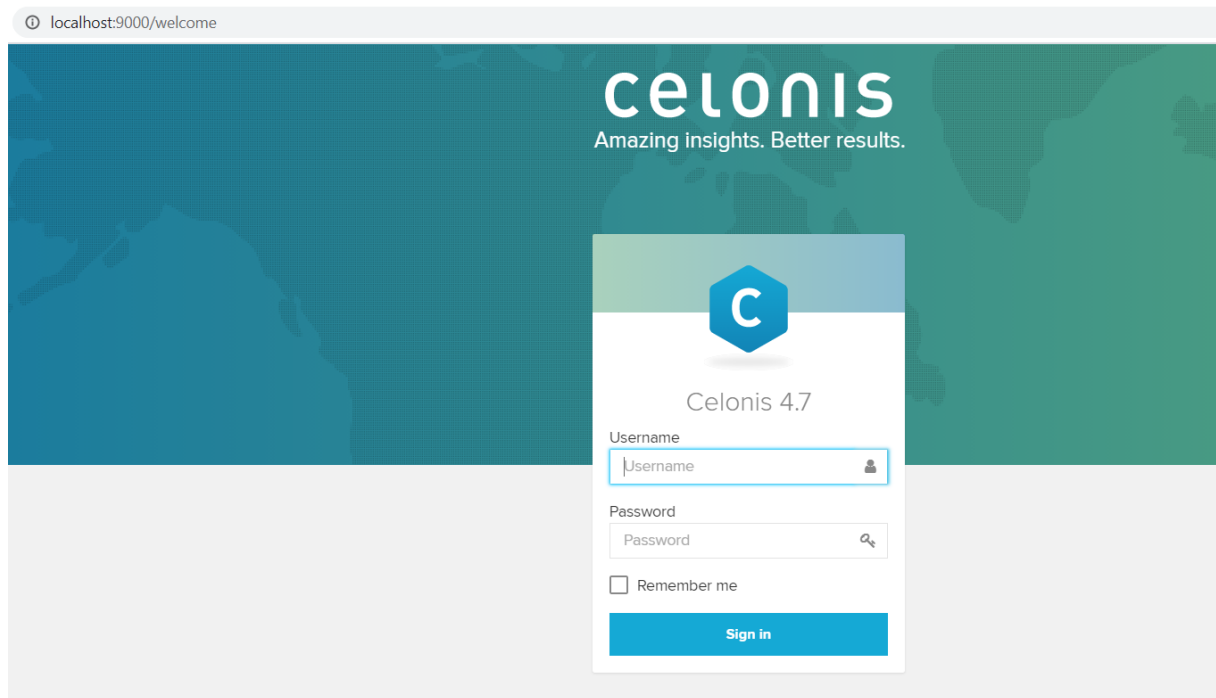 localhost:9000/welcome
celonis
Amazing insights. Better results.
C
Celonis 4.7
Username
Username
Password
Password
Remember me
Sign in